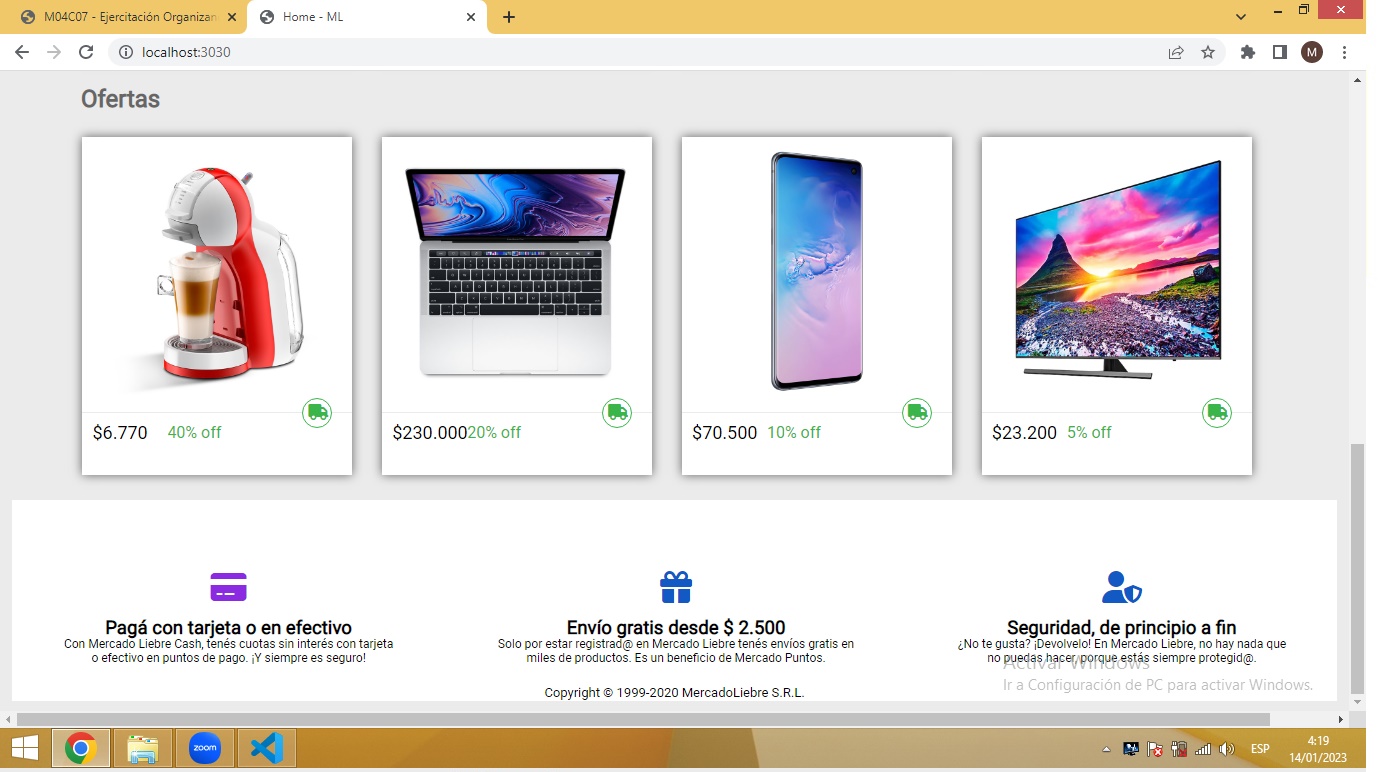 M04C07 - Ejercitación Organizan
Home - ML
localhost:3030
M
Ofertas
$6.770 40% off
$230.000 20% off
$70.500 10% off
$23.200 5% off
Pagá con tarjeta o en efectivo
Con Mercado Liebre Cash, tenés cuotas sin interés con tarjeta
o efectivo en puntos de pago. ¡Y siempre es seguro!
Envío gratis desde $ 2.500
Solo por estar registrad@ en Mercado Liebre tenés envíos gratis en
miles de productos. Es un beneficio de Mercado Puntos.
Seguridad, de principio a fin
¿No te gusta? ¡Devolvelo! En Mercado Liebre, no hay nada que
no puedas hacer, porque estás siempre protegid@.
Activar Windows
Ir a Configuración de PC para activar Windows.
Copyright © 1999-2020 MercadoLiebre S.R.L.
zoom
ESP
4:19
14/01/2023